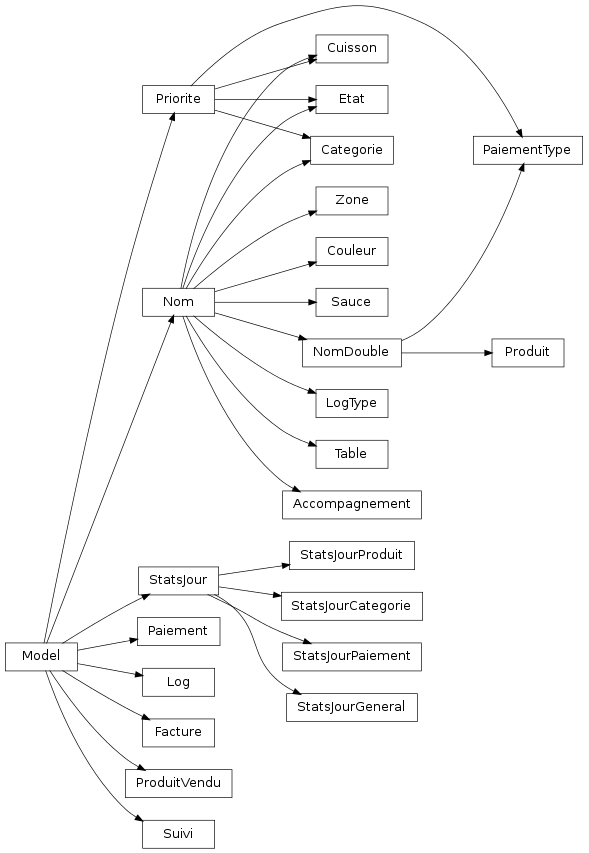 Cuisson
Priorite
Etat
Categorie
PaiementType
Zone
Couleur
Nom
Sauce
NomDouble
Produit
LogType
Table
Accompagnement
StatsJourProduit
StatsJour
StatsJourCategorie
Paiement
Model
StatsJourPaiement
Log
StatsJourGeneral
Facture
ProduitVendu
Suivi